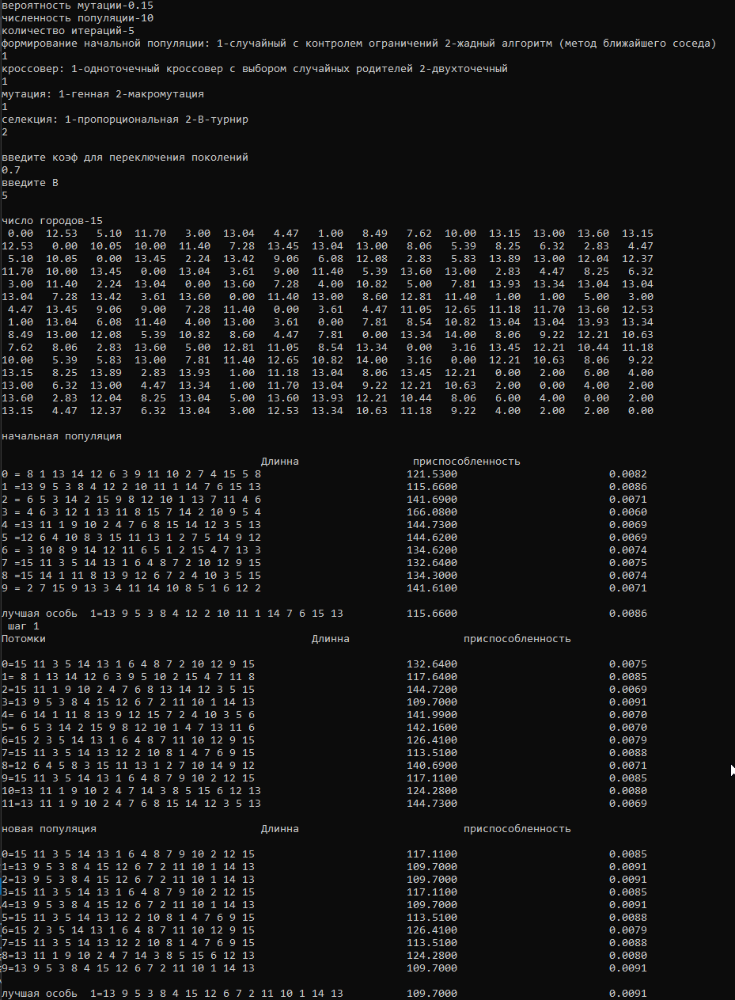 вероятность мутации-0.15
численность популяции-10
количество итераций-5
формирование начальной популяции: 1-случайный с контролем ограничений 2-жадный алгоритм (метод ближайшего соседа)
1
кроссовер: 1-одноточечный кроссовер с выбором случайных родителей 2-двухточечный
1
мутация: 1-генная 2-макромутация
1
селекция: 1-пропорциональная 2-В-турнир
2
введите коэф для переключения поколений
0.7
введите В
5
число городов-15
0.00 12.53 5.10 11.70 3.00 13.04 4.47 1.00 8.49 7.62 10.00 13.15 13.00 13.60 13.15
12.53 0.00 10.05 10.00 11.40 7.28 13.45 13.04 13.00 8.06 5.39 8.25 6.32 2.83 4.47
5.10 10.05 0.00 13.45 2.24 13.42 9.06 6.08 12.08 2.83 5.83 13.89 13.00 12.04 12.37
11.70 10.00 13.45 0.00 13.04 3.61 9.00 11.40 5.39 13.60 13.00 2.83 4.47 8.25 6.32
3.00 11.40 2.24 13.04 0.00 13.60 7.28 4.00 10.82 5.00 7.81 13.93 13.34 13.04 13.04
13.04 7.28 13.42 3.61 13.60 0.00 11.40 13.00 8.60 12.81 11.40 1.00 1.00 5.00 3.00
4.47 13.45 9.06 9.00 7.28 11.40 0.00 3.61 4.47 11.05 12.65 11.18 11.70 13.60 12.53
1.00 13.04 6.08 11.40 4.00 13.00 3.61 0.00 7.81 8.54 10.82 13.04 13.04 13.93 13.34
8.49 13.00 12.08 5.39 10.82 8.60 4.47 7.81 0.00 13.34 14.00 8.06 9.22 12.21 10.63
7.62 8.06 2.83 13.60 5.00 12.81 11.05 8.54 13.34 0.00 3.16 13.45 12.21 10.44 11.18
10.00 5.39 5.83 13.00 7.81 11.40 12.65 10.82 14.00 3.16 0.00 12.21 10.63 8.06 9.22
13.15 8.25 13.89 2.83 13.93 1.00 11.18 13.04 8.06 13.45 12.21 0.00 2.00 6.00 4.00
13.00 6.32 13.00 4.47 13.34 1.00 11.70 13.04 9.22 12.21 10.63 2.00 0.00 4.00 2.00
13.60 2.83 12.04 8.25 13.04 5.00 13.60 13.93 12.21 10.44 8.06 6.00 4.00 0.00 2.00
13.15 4.47 12.37 6.32 13.04 3.00 12.53 13.34 10.63 11.18 9.22 4.00 2.00 2.00 0.00
начальная популяция
Длинна приспособленность
0 = 8 1 13 14 12 6 3 9 11 10 2 7 4 15 5 8 121.5300 0.0082
1 =13 9 5 3 8 4 12 2 10 11 1 14 7 6 15 13 115.6600 0.0086
2 = 6 5 3 14 2 15 9 8 12 10 1 13 7 11 4 6 141.6900 0.0071
3 = 4 6 3 12 1 13 11 8 15 7 14 2 10 9 5 4 166.0800 0.0060
4 =13 11 1 9 10 2 4 7 6 8 15 14 12 3 5 13 144.7300 0.0069
5 =12 6 4 10 8 3 15 11 13 1 2 7 5 14 9 12 144.6200 0.0069
6 = 3 10 8 9 14 12 11 6 5 1 2 15 4 7 13 3 134.6200 0.0074
7 =15 11 3 5 14 13 1 6 4 8 7 2 10 12 9 15 132.6400 0.0075
8 =15 14 1 11 8 13 9 12 6 7 2 4 10 3 5 15 134.3000 0.0074
9 = 2 7 15 9 13 3 4 11 14 10 8 5 1 6 12 2 141.6100 0.0071
лучшая особь 1=13 9 5 3 8 4 12 2 10 11 1 14 7 6 15 13 115.6600 0.0086
шаг 1
Потомки Длинна приспособленность
0=15 11 3 5 14 13 1 6 4 8 7 2 10 12 9 15 132.6400 0.0075
1= 8 1 13 14 12 6 3 9 5 10 2 15 4 7 11 8 117.6400 0.0085
2=15 11 1 9 10 2 4 7 6 8 13 14 12 3 5 15 144.7200 0.0069
3=13 9 5 3 8 4 15 12 6 7 2 11 10 1 14 13 109.7000 0.0091
4= 6 14 1 11 8 13 9 12 15 7 2 4 10 3 5 6 141.9900 0.0070
5= 6 5 3 14 2 15 9 8 12 10 1 4 7 13 11 6 142.1600 0.0070
6=15 2 3 5 14 13 1 6 4 8 7 11 10 12 9 15 126.4100 0.0079
7=15 11 3 5 14 13 12 2 10 8 1 4 7 6 9 15 113.5100 0.0088
8=12 6 4 5 8 3 15 11 13 1 2 7 10 14 9 12 140.6900 0.0071
9=15 11 3 5 14 13 1 6 4 8 7 9 10 2 12 15 117.1100 0.0085
10=13 11 1 9 10 2 4 7 14 3 8 5 15 6 12 13 124.2800 0.0080
11=13 11 1 9 10 2 4 7 6 8 15 14 12 3 5 13 144.7300 0.0069
новая популяция Длинна приспособленность
0=15 11 3 5 14 13 1 6 4 8 7 9 10 2 12 15 117.1100 0.0085
1=13 9 5 3 8 4 15 12 6 7 2 11 10 1 14 13 109.7000 0.0091
2=13 9 5 3 8 4 15 12 6 7 2 11 10 1 14 13 109.7000 0.0091
3=15 11 3 5 14 13 1 6 4 8 7 9 10 2 12 15 117.1100 0.0085
4=13 9 5 3 8 4 15 12 6 7 2 11 10 1 14 13 109.7000 0.0091
5=15 11 3 5 14 13 12 2 10 8 1 4 7 6 9 15 113.5100 0.0088
6=15 2 3 5 14 13 1 6 4 8 7 11 10 12 9 15 126.4100 0.0079
7=15 11 3 5 14 13 12 2 10 8 1 4 7 6 9 15 113.5100 0.0088
8=13 11 1 9 10 2 4 7 14 3 8 5 15 6 12 13 124.2800 0.0080
9=13 9 5 3 8 4 15 12 6 7 2 11 10 1 14 13 109.7000 0.0091
лучшая особь 1=13 9 5 3 8 4 15 12 6 7 2 11 10 1 14 13 109.7000 0.0091